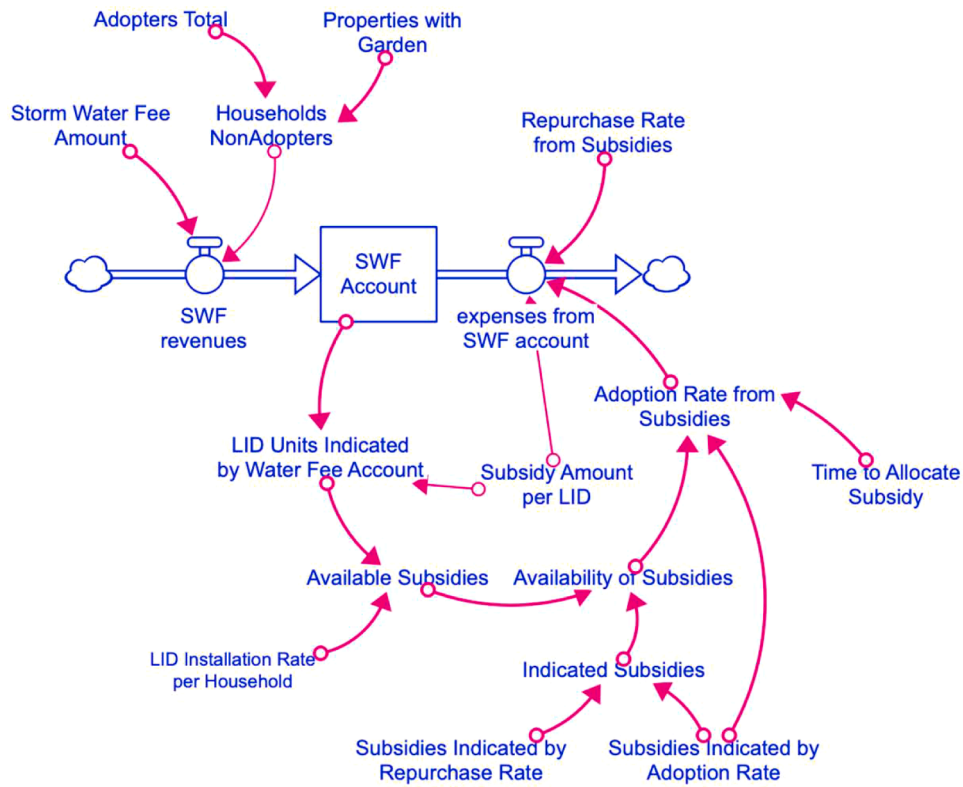 Adopters Total
Properties with
Garden
Storm Water Fee
Amount
Households
NonAdopters
Repurchase Rate
from Subsidies
SWF
Account
SWF
revenues
expenses from
SWF account
Adoption Rate from
Subsidies
LID Units Indicated
by Water Fee Account
Subsidy Amount
per LID
Time to Allocate
Subsidy
Available Subsidies
Availability of Subsidies
LID Installation Rate
per Household
Indicated Subsidies
Subsidies Indicated by
Repurchase Rate
Subsidies Indicated by
Adoption Rate